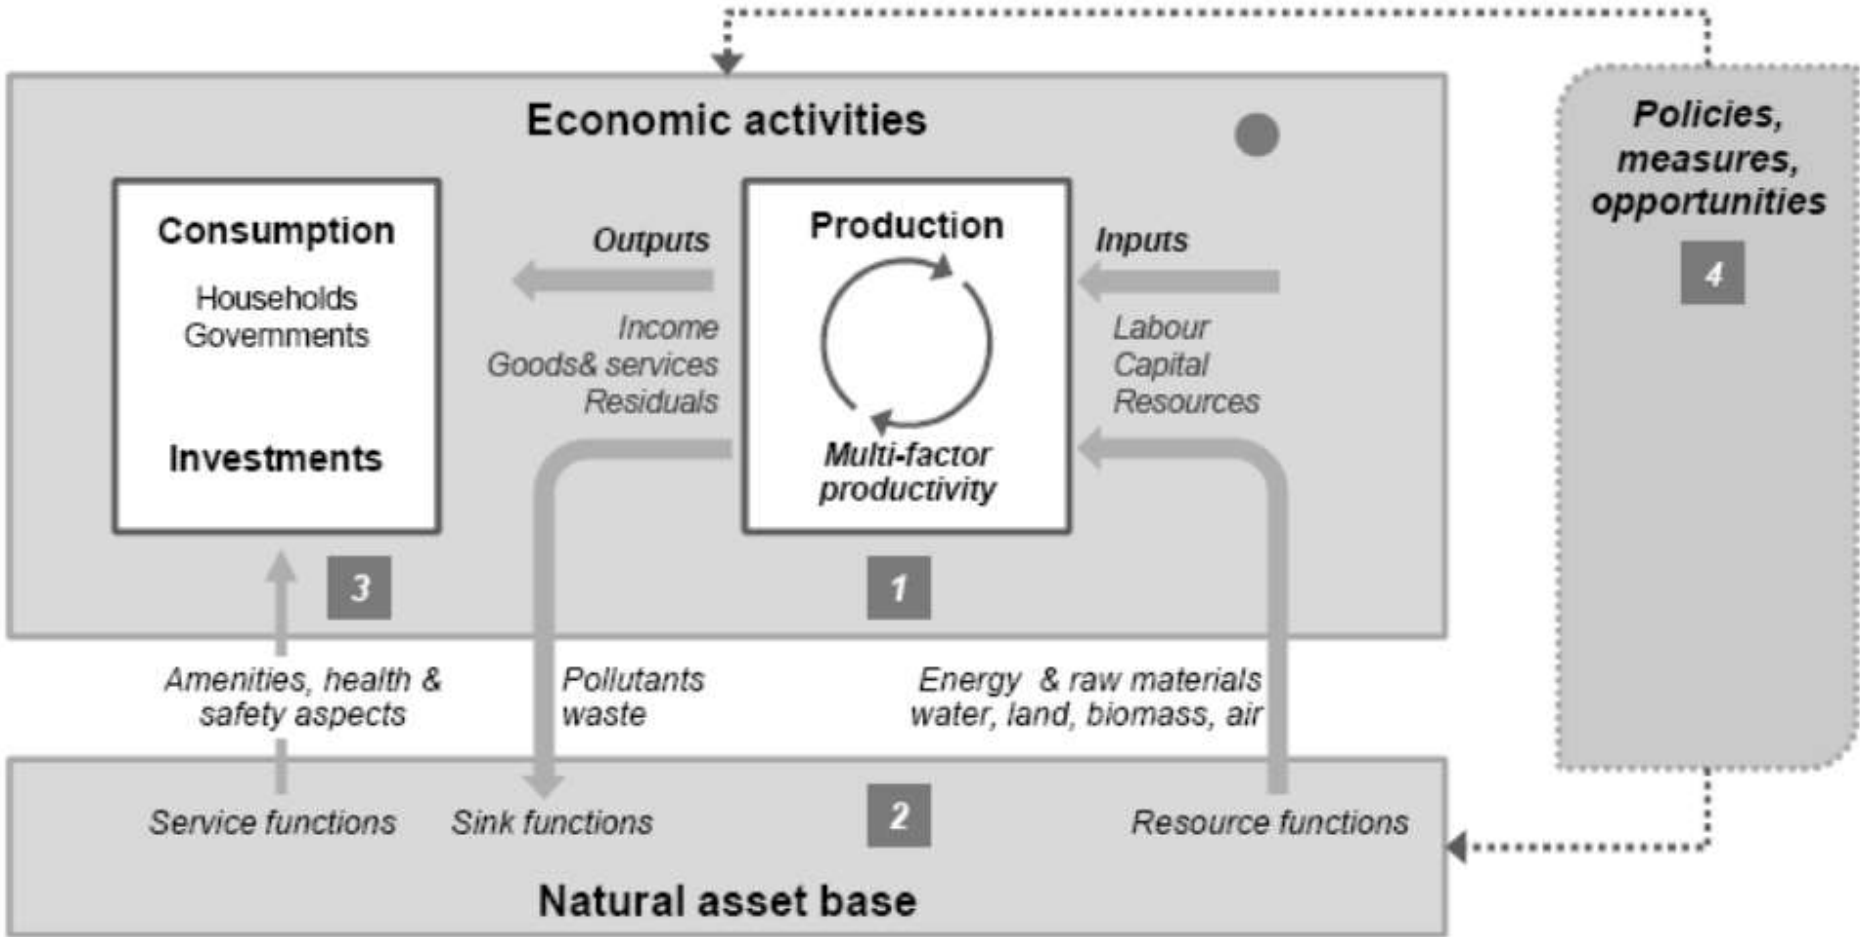 Economic activities
Policies,
measures,
opportunities
4
Consumption
Households
Governments
Investments
3
Outputs
Income
Goods& services
Residuals
Production
Multi-factor
productivity
1
Inputs
Labour
Capital
Resources
Amenities, health &
safety aspects
Pollutants
waste
Energy & raw materials
water, land, biomass, air
Service functions
Sink functions
2
Resource functions
Natural asset base